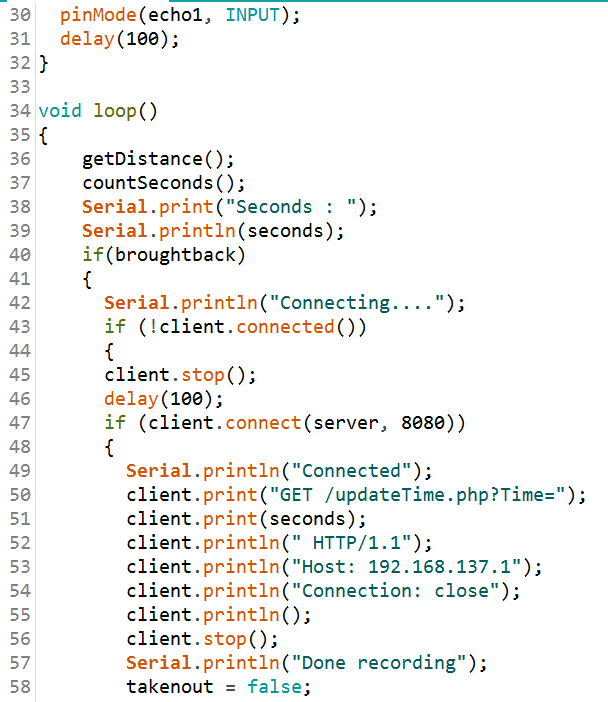 30 pinMode(echo1, INPUT);
31 delay(100);
32 }
33
34 void loop()
35 {
36 getDistance();
37 countSeconds();
38 Serial.print("Seconds : ");
39 Serial.println(seconds);
40 if(broughtback)
41 {
42 Serial.println("Connecting....");
43 if (!client.connected())
44 {
45 client.stop();
46 delay(100);
47 if (client.connect(server, 8080))
48 {
49 Serial.println("Connected");
50 client.print("GET /updateTime.php?Time=");
51 client.print(seconds);
52 client.println(" HTTP/1.1");
53 client.println("Host: 192.168.137.1");
54 client.println("Connection: close");
55 client.println();
56 client.stop();
57 Serial.println("Done recording");
58 takenout = false;